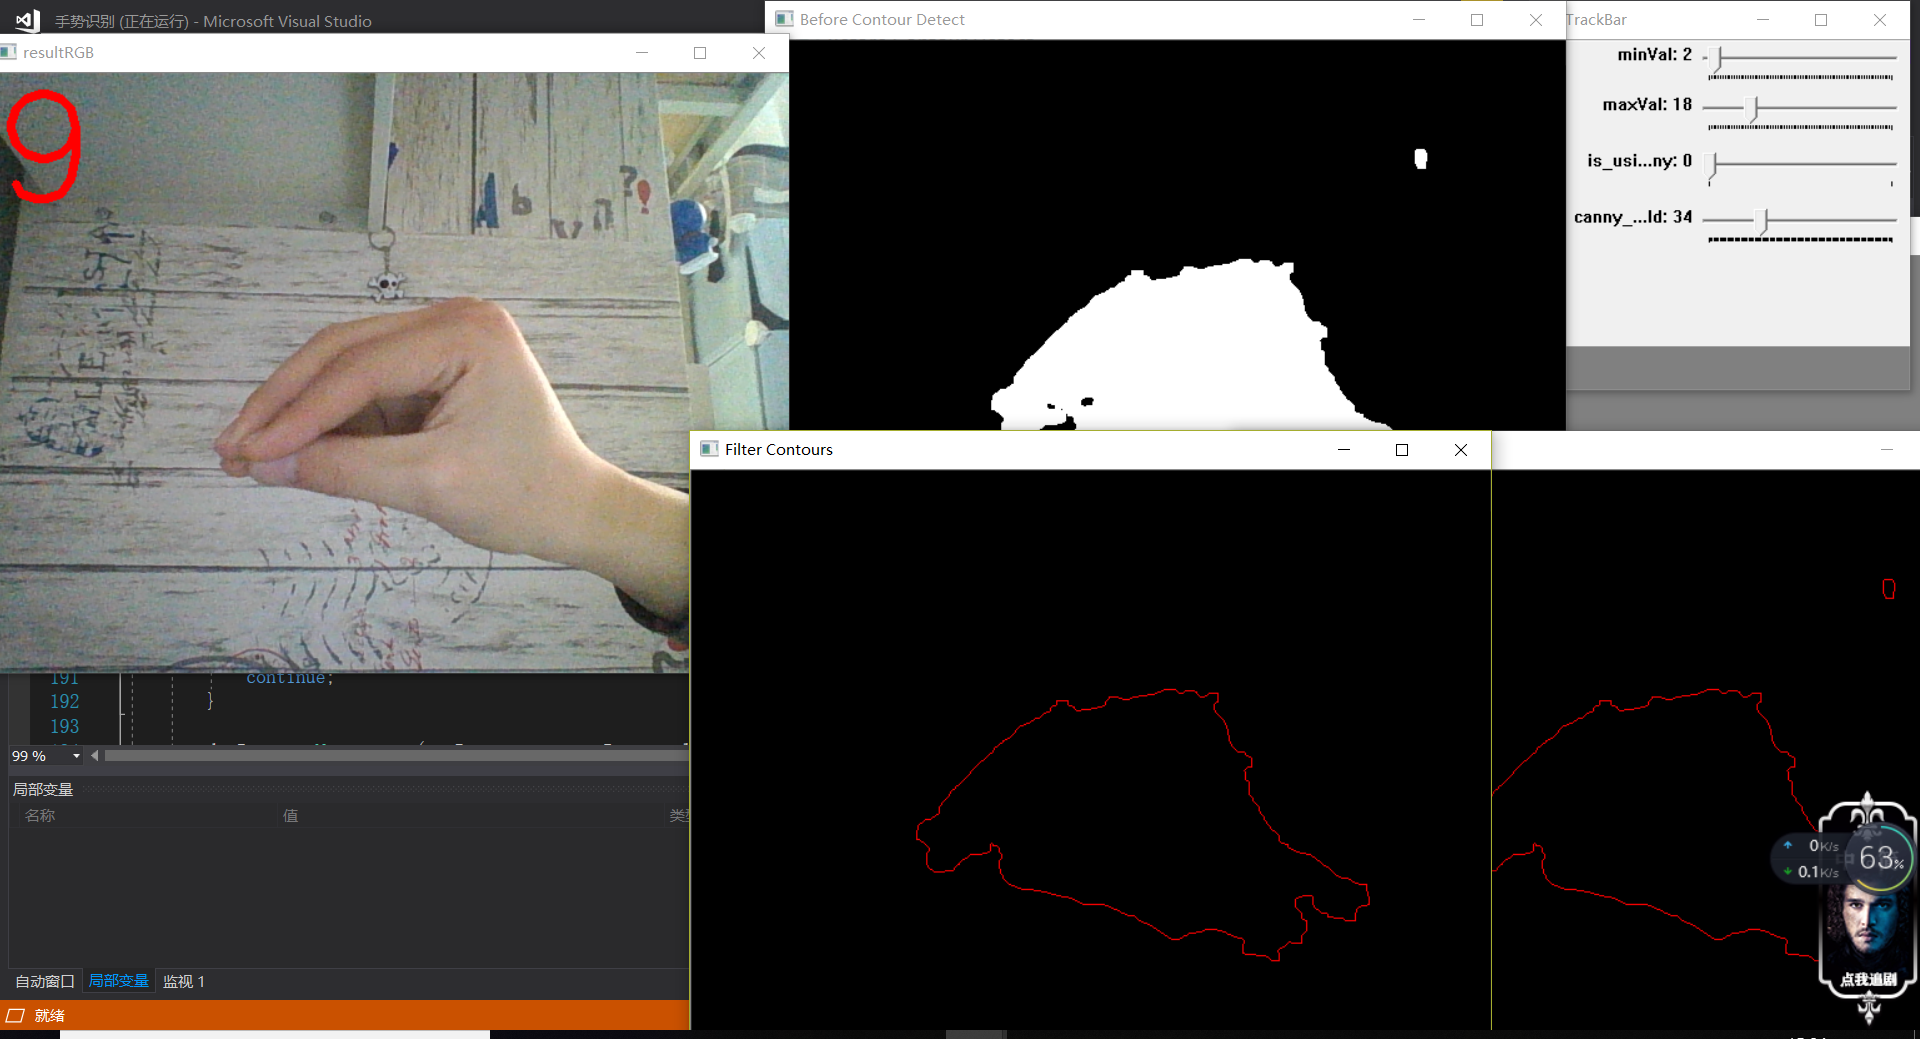 手势识别 (正在运行) - Microsoft Visual Studio
Before Contour Detect
TrackBar
resultRGB
minVal: 2
maxVal: 18
is_usi...ny: 0
canny_...ld: 34
9
A b u n ?!
Filter Contours
191 continue;
192 }
193
99 %
局部变量
名称 值
自动窗口 局部变量 监视 1
就绪
0K/s
0.1K/s
63%
点我追剧